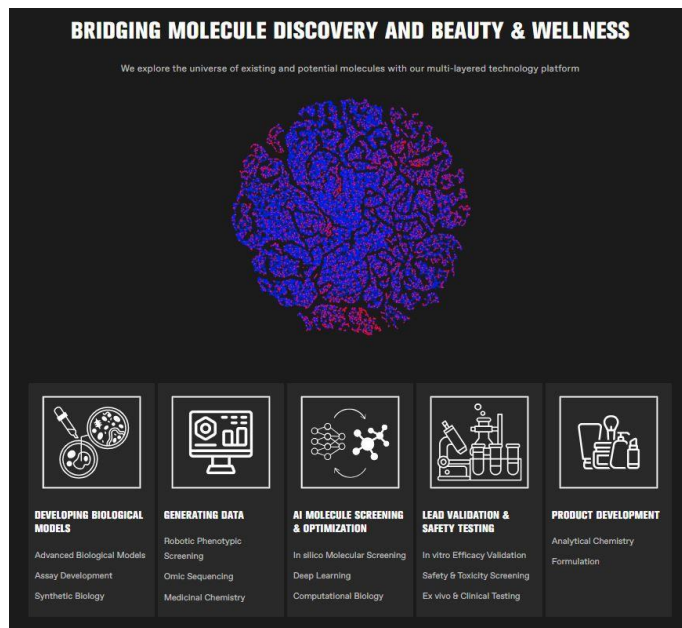 BRIDGING MOLECULE DISCOVERY AND BEAUTY & WELLNESS
We explore the universe of existing and potential molecules with our multi-layered technology platform
DEVELOPING BIOLOGICAL
MODELS
Advanced Biological Models
Assay Development
Synthetic Biology
GENERATING DATA
Robotic Phenotypic
Screening
Omic Sequencing
Medicinal Chemistry
AI MOLECULE SCREENING
& OPTIMIZATION
In silico Molecular Screening
Deep Learning
Computational Biology
LEAD VALIDATION &
SAFETY TESTING
In vitro Efficacy Validation
Safety & Toxicity Screening
Ex vivo & Clinical Testing
PRODUCT DEVELOPMENT
Analytical Chemistry
Formulation